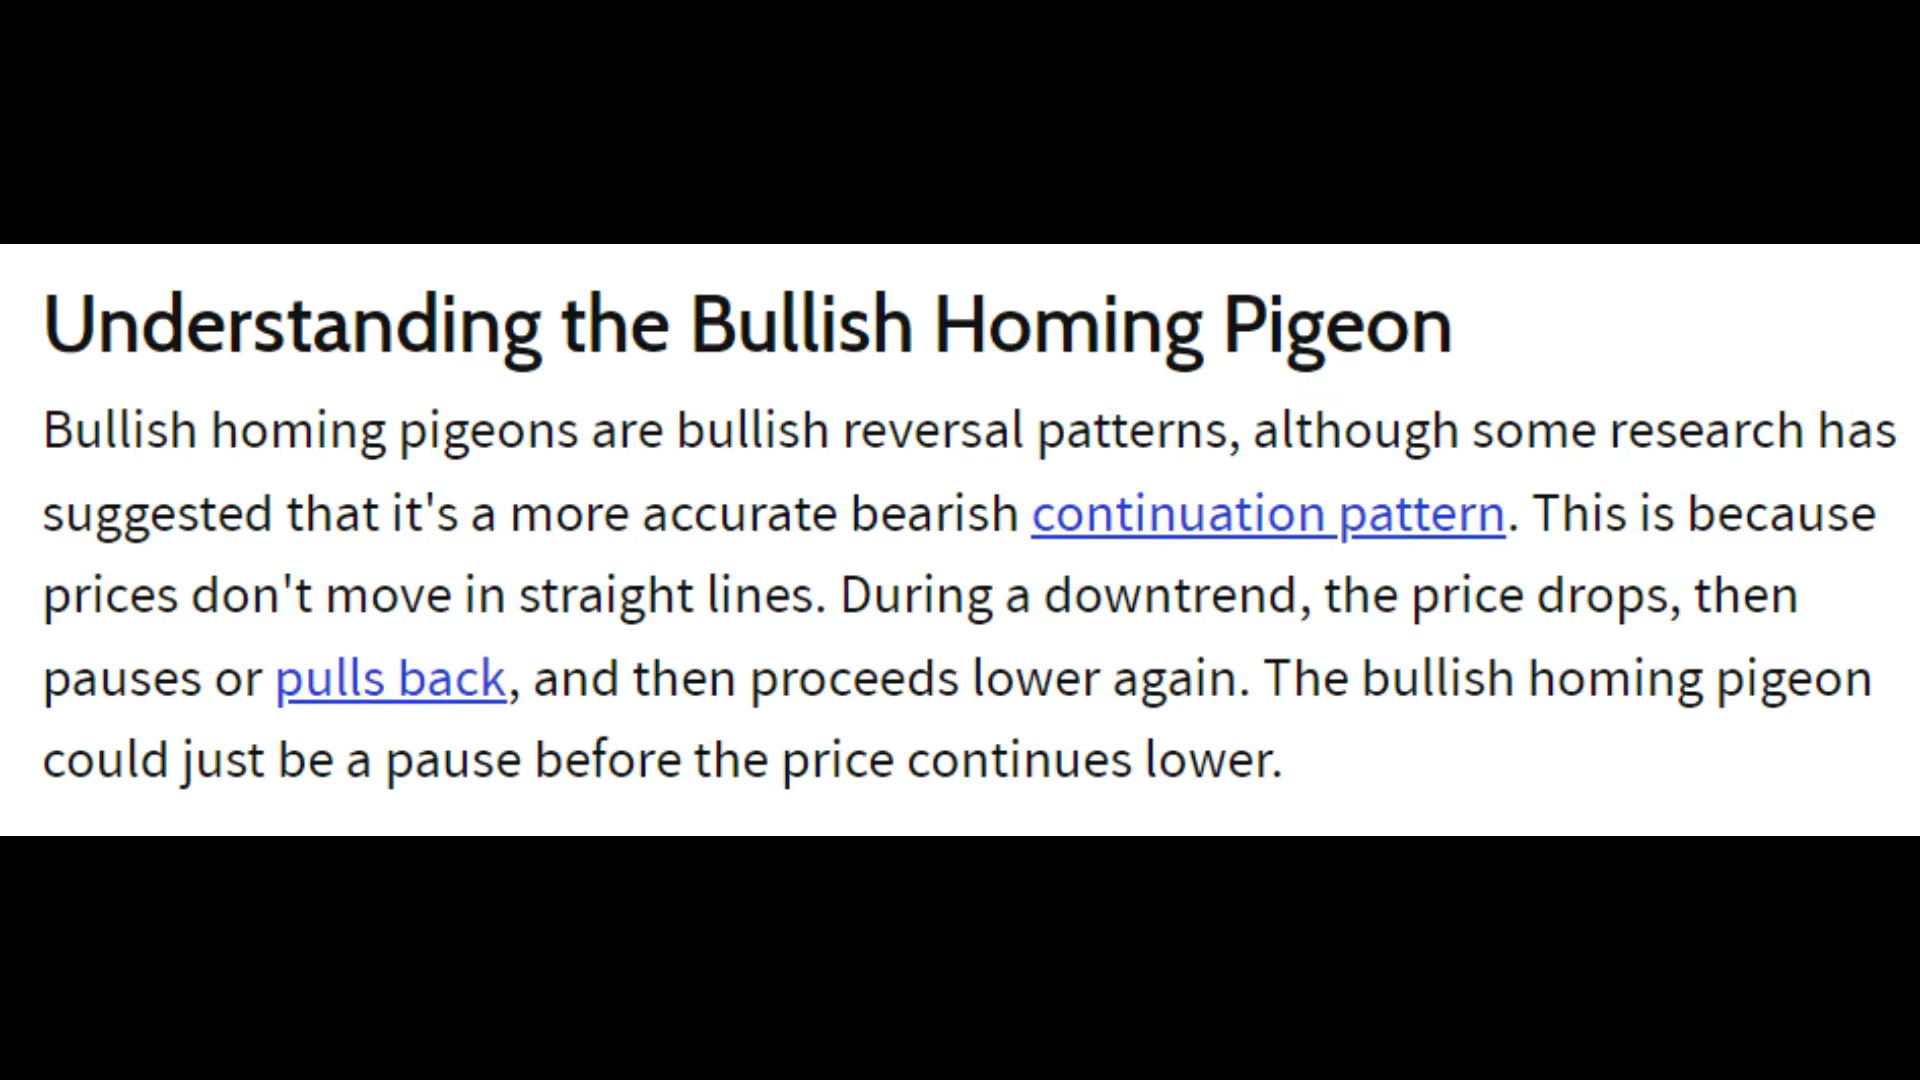 Understanding the Bullish Homing Pigeon
Bullish homing pigeons are bullish reversal patterns, although some research has
suggested that it's a more accurate bearish continuation pattern. This is because
prices don't move in straight lines. During a downtrend, the price drops, then
pauses or pulls back, and then proceeds lower again. The bullish homing pigeon
could just be a pause before the price continues lower.